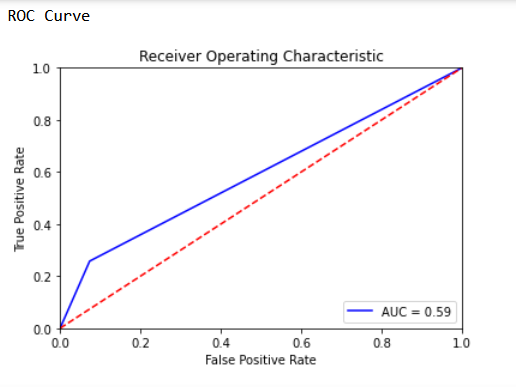 ROC Curve
Receiver Operating Characteristic
1.0
0.8
0.6
0.4
0.2
0.0
True Positive Rate
0.0 0.2 0.4 0.6 0.8 1.0
False Positive Rate
AUC = 0.59